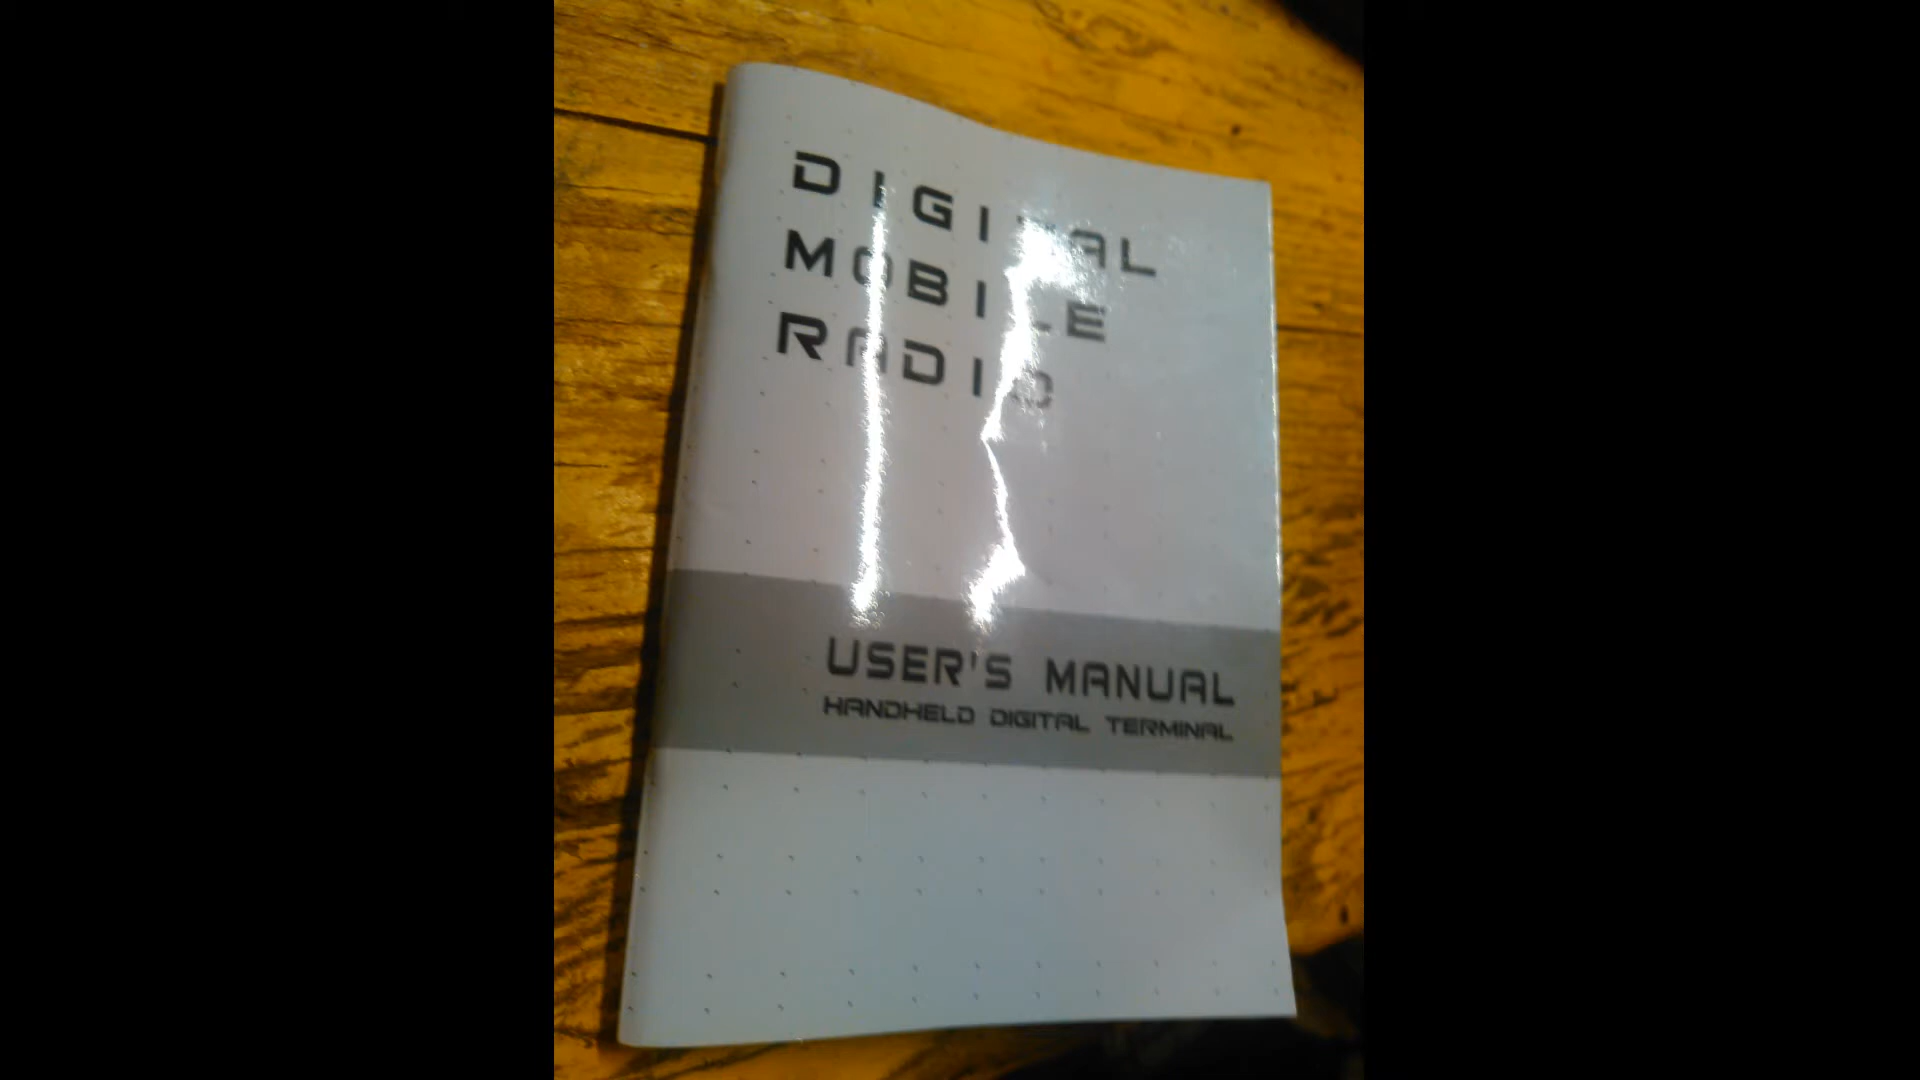 DIGITAL
MOBILE
RADIO
USER'S MANUAL
HANDHELD DIGITAL TERMINAL